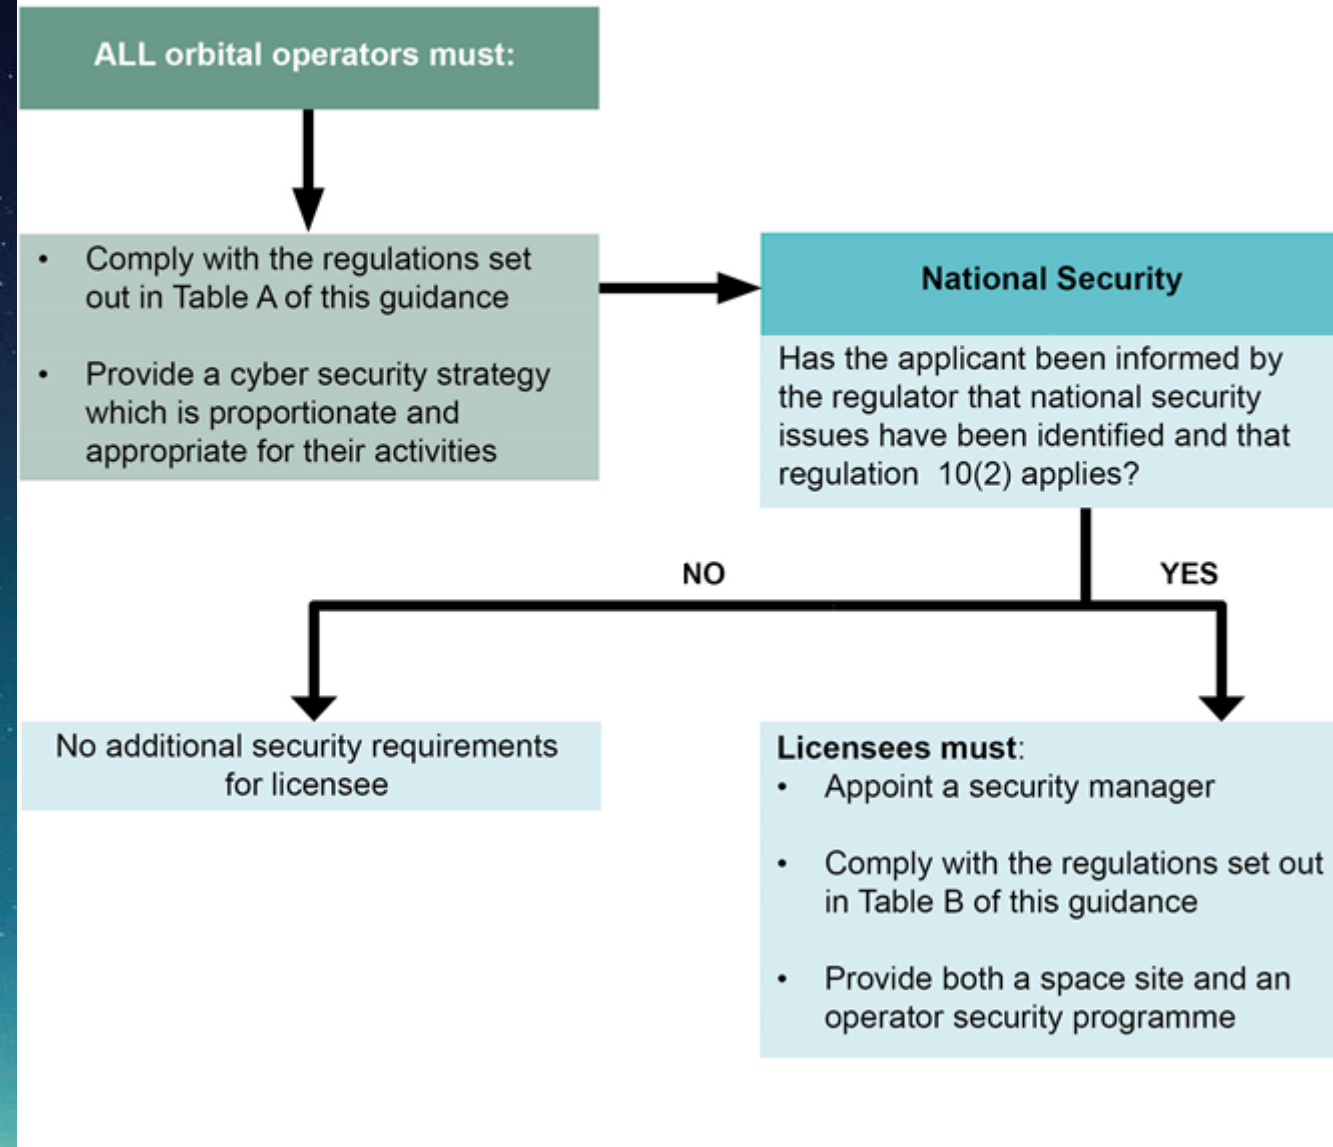 ALL orbital operators must:
• Comply with the regulations set
out in Table A of this guidance
• Provide a cyber security strategy
which is proportionate and
appropriate for their activities
National Security
Has the applicant been informed by
the regulator that national security
issues have been identified and that
regulation 10(2) applies?
NO
YES
No additional security requirements
for licensee
Licensees must:
• Appoint a security manager
• Comply with the regulations set out
in Table B of this guidance
• Provide both a space site and an
operator security programme